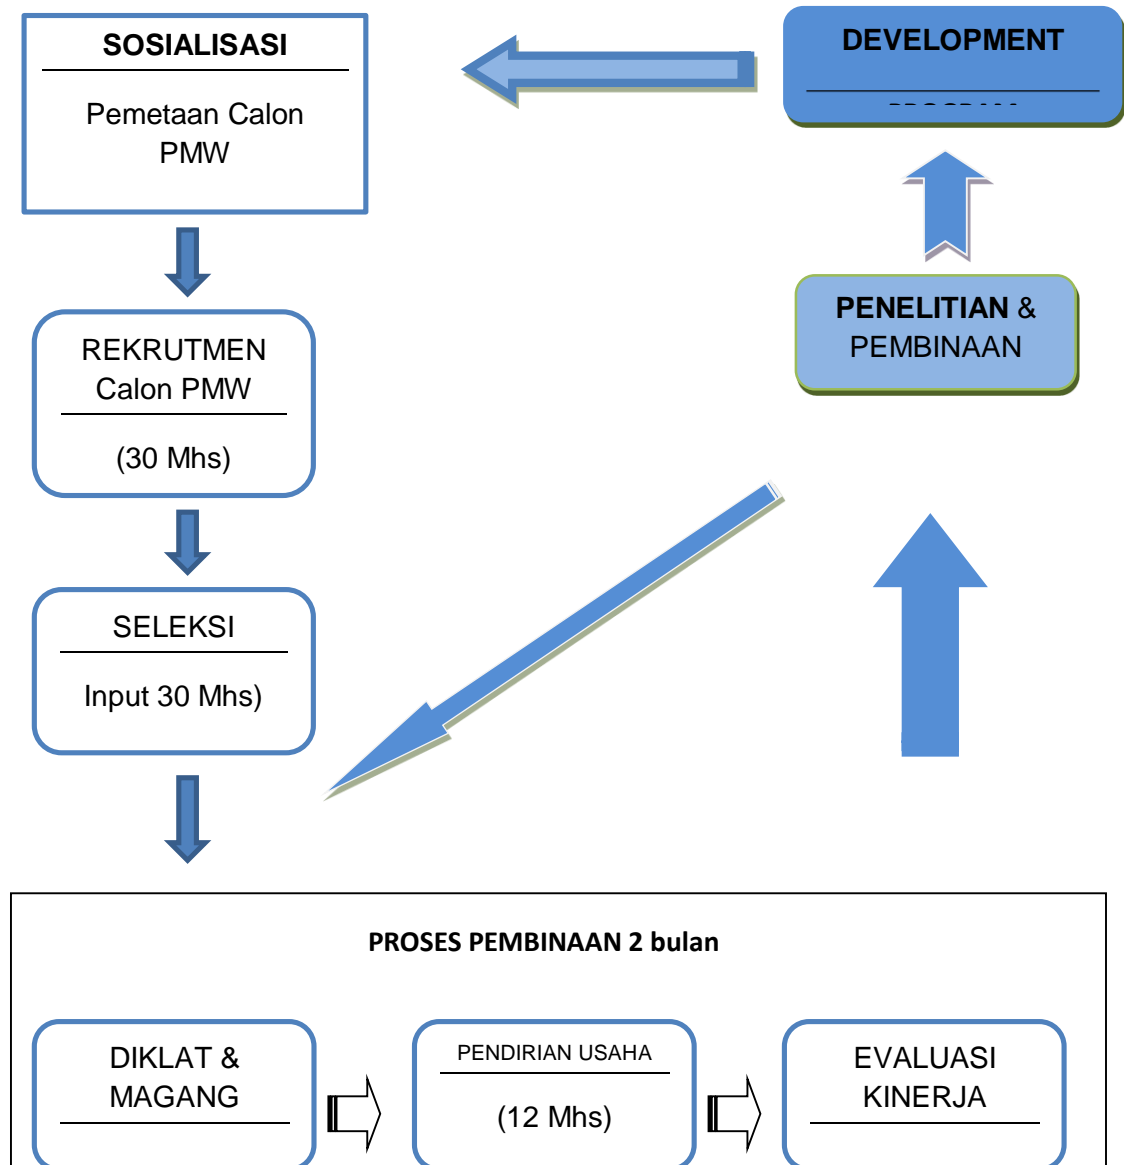 SOSIALISASI
Pemetaan Calon
PMW
DEVELOPMENT
PENELITIAN &
PEMBINAAN
REKRUTMEN
Calon PMW
(30 Mhs)
SELEKSI
Input 30 Mhs)
PROSES PEMBINAAN 2 bulan
DIKLAT &
MAGANG
PENDIRIAN USAHA
(12 Mhs)
EVALUASI
KINERJA